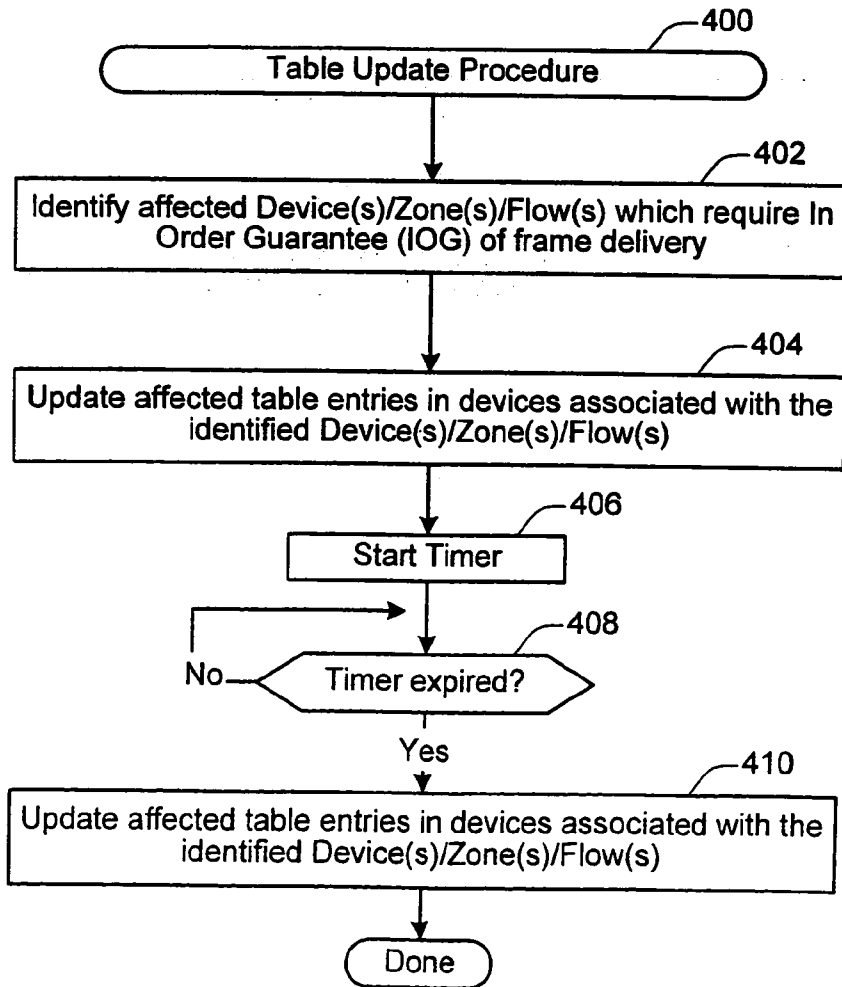 400
Table Update Procedure
402
Identify affected Device(s)/Zone(s)/Flow(s) which require In
Order Guarantee (IOG) of frame delivery
404
Update affected table entries in devices associated with the
identified Device(s)/Zone(s)/Flow(s)
406
Start Timer
408
No
Timer expired?
Yes
410
Update affected table entries in devices associated with the
identified Device(s)/Zone(s)/Flow(s)
Done